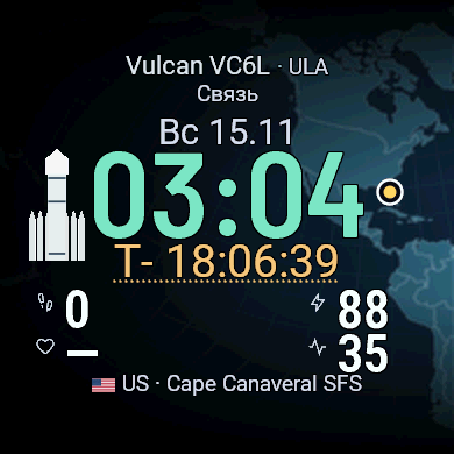 Vulcan VC6L · ULA
Связь
Вс 15.11
03:04
T- 18:06:39
0 88
— 35
US · Cape Canaveral SFS